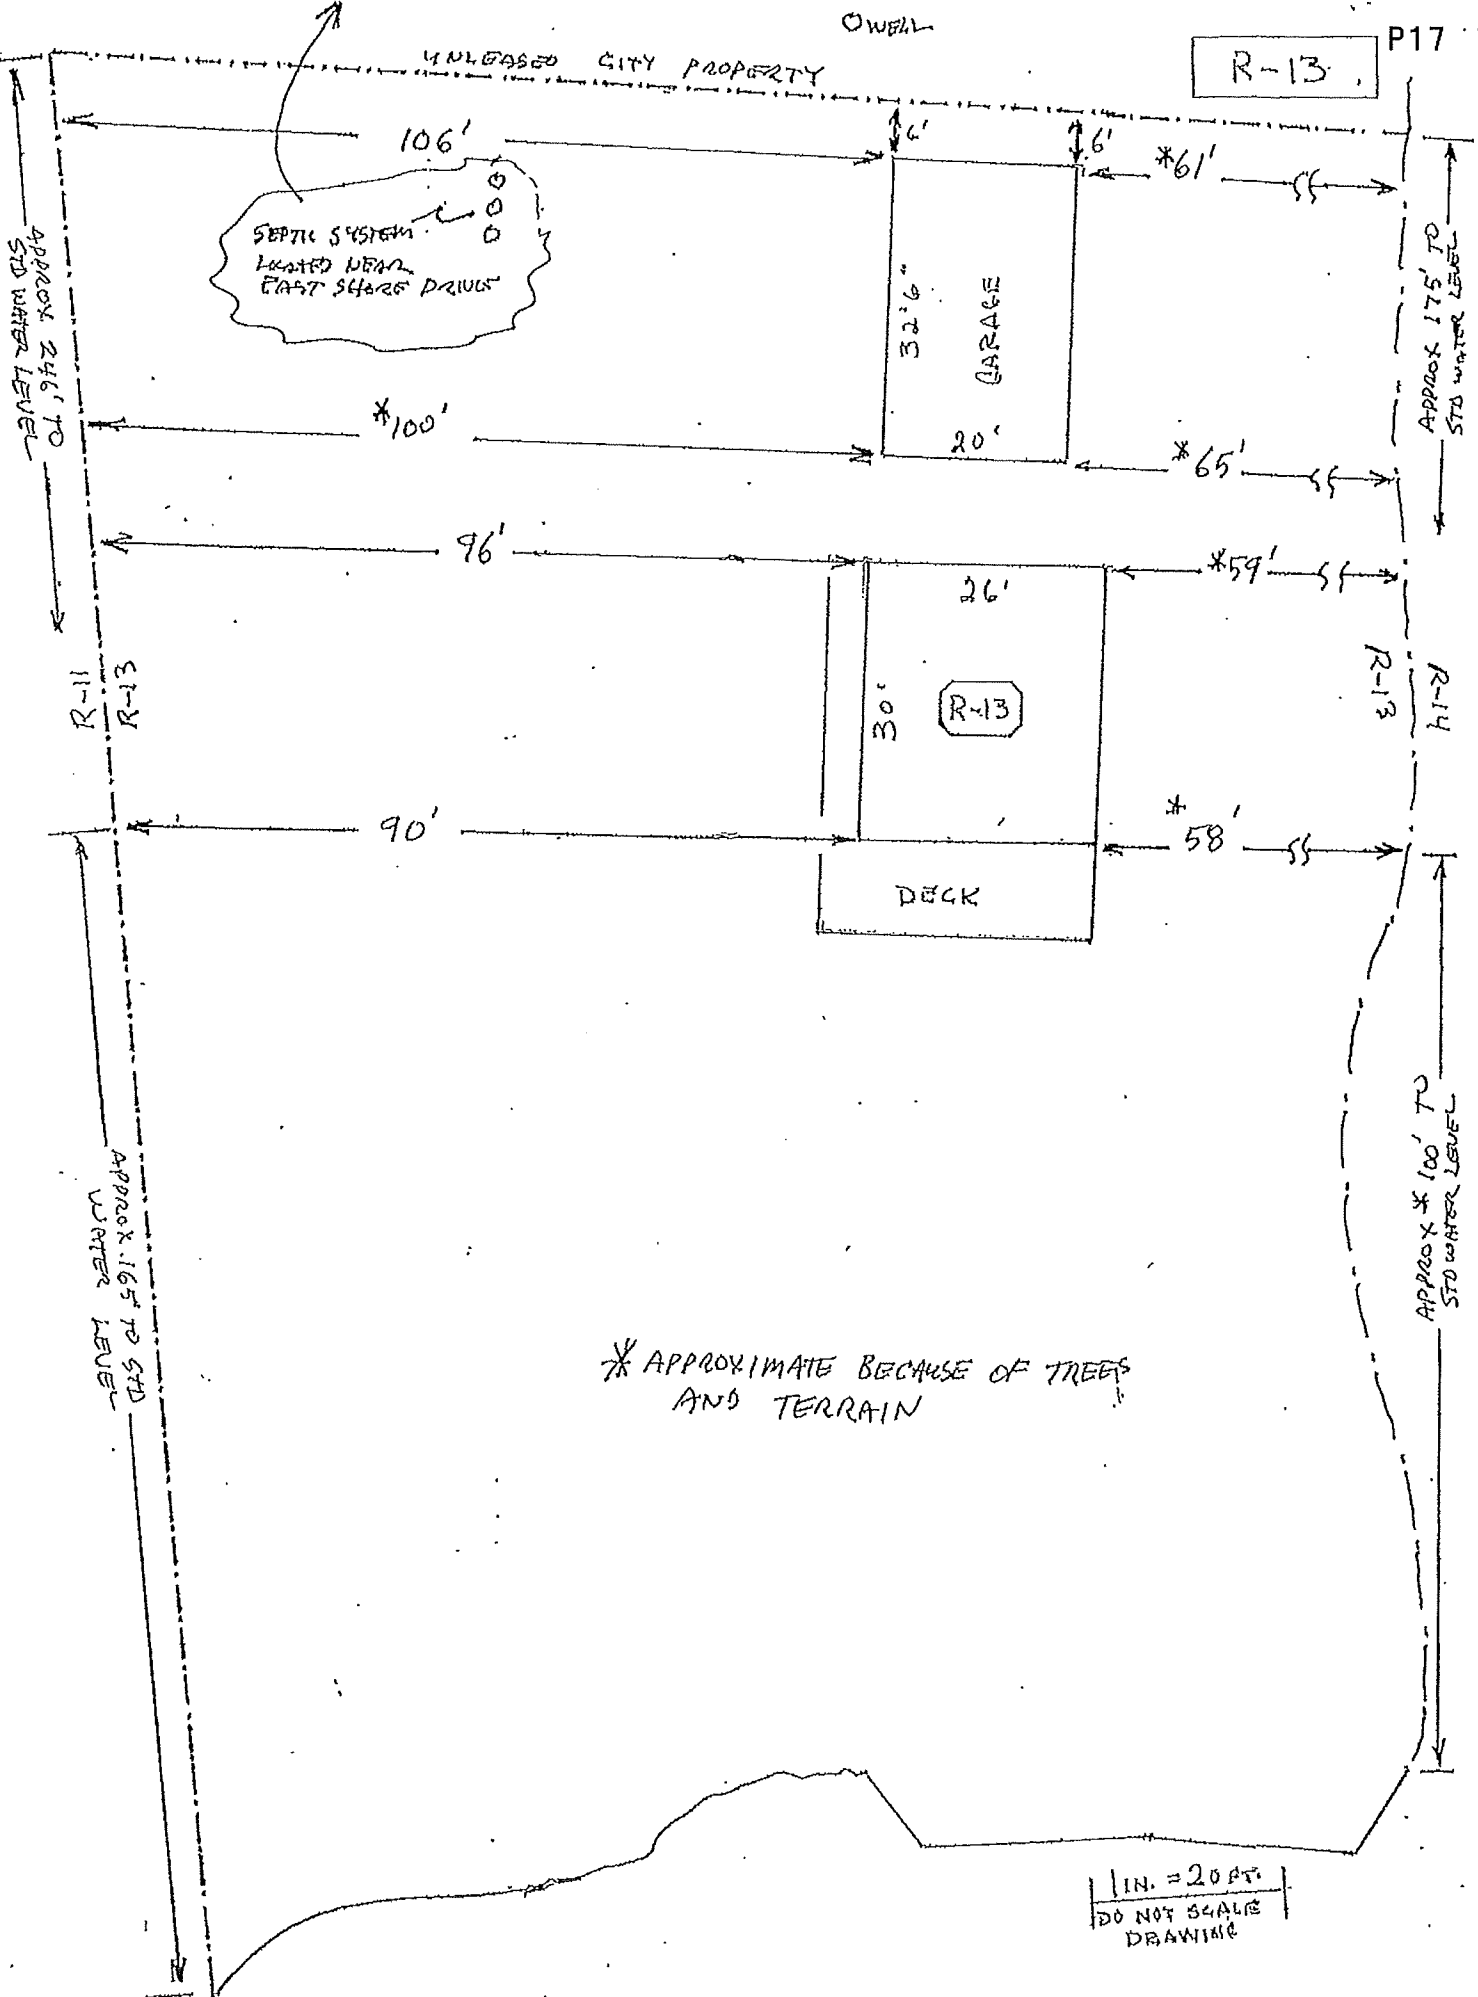 O WELL
P17
R-13
UNLEASED CITY PROPERTY
106'
6'
6'
*61'
SEPTIC SYSTEM
LOCATED NEAR
EAST SHORE DRIVE
APPROX 246' TO
STD WATER LEVEL
32'6"
GARAGE
APPROX 175' TO
STD WATER LEVEL
*100'
20'
*65'
96'
26'
*59'
R-11
R-13
30'
R-13
R-13
R-14
90'
*58'
DECK
APPROX 165' TO STD
WATER LEVEL
APPROX * 100' TO
STD WATER LEVEL
* APPROXIMATE BECAUSE OF TREES
AND TERRAIN
1 IN. = 20 FT.
DO NOT SCALE
DRAWING